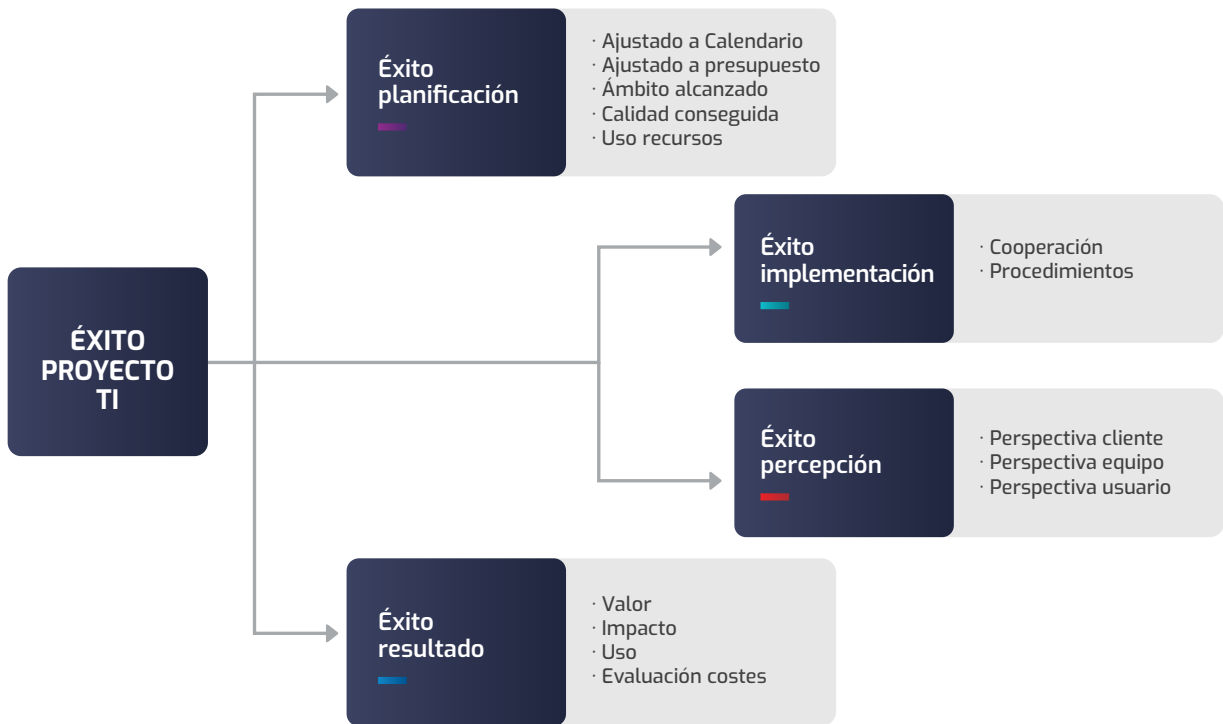 Éxito
planificación
· Ajustado a Calendario
· Ajustado a presupuesto
· Ámbito alcanzado
· Calidad conseguida
· Uso recursos
Éxito
implementación
· Cooperación
· Procedimientos
ÉXITO
PROYECTO
TI
Éxito
percepción
· Perspectiva cliente
· Perspectiva equipo
· Perspectiva usuario
Éxito
resultado
· Valor
· Impacto
· Uso
· Evaluación costes